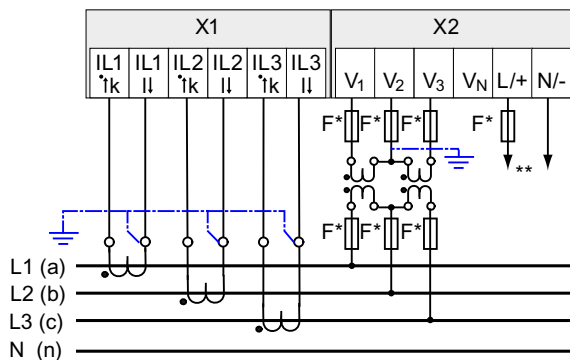 X1 X2
IL1 IL1 IL2 IL2 IL3 IL3 V1 V2 V3 VN L/+ N/-
↑k I↓ ↑k I↓ ↑k I↓
F* F* F* F*
**
F* F* F*
L1 (a)
L2 (b)
L3 (c)
N (n)